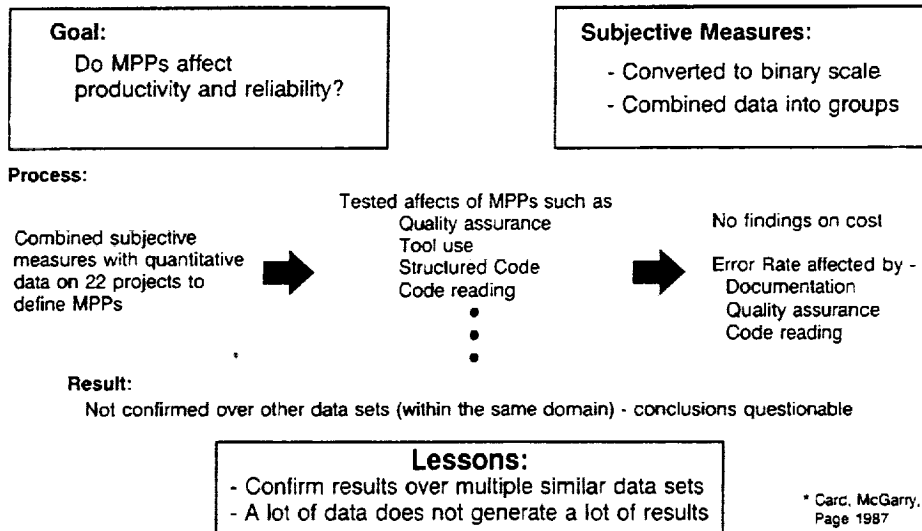 Goal:
Do MPPs affect
productivity and reliability?
Subjective Measures:
- Converted to binary scale
- Combined data into groups
Process:
Combined subjective
measures with quantitative
data on 22 projects to
define MPPs
Tested affects of MPPs such as
Quality assurance
Tool use
Structured Code
Code reading
No findings on cost
Error Rate affected by -
Documentation
Quality assurance
Code reading
Result:
Not confirmed over other data sets (within the same domain) - conclusions questionable
Lessons:
- Confirm results over multiple similar data sets
- A lot of data does not generate a lot of results
* Card, McGarry,
Page 1987